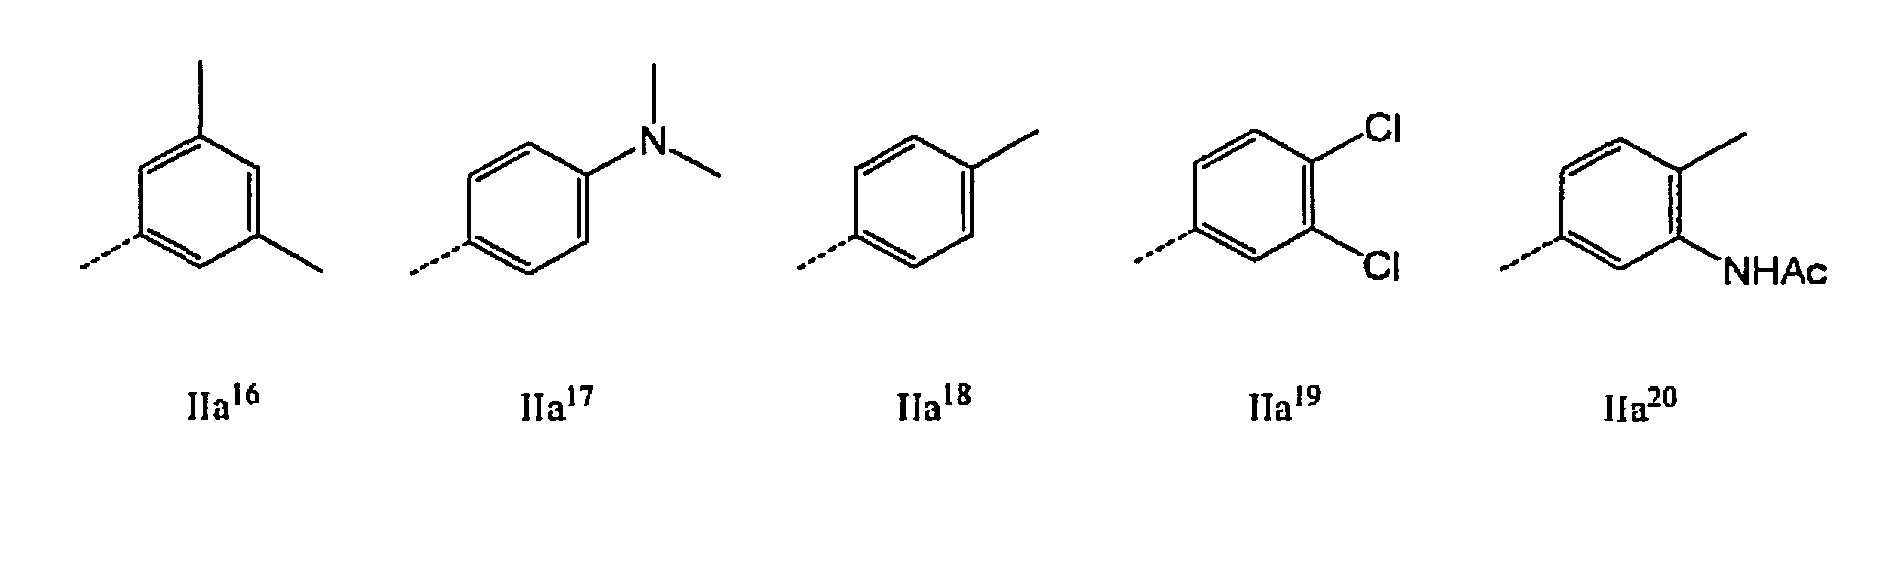 Cl
N
Cl
NHAc
IIa¹⁶ IIa¹⁷ IIa¹⁸ IIa¹⁹ IIa²⁰